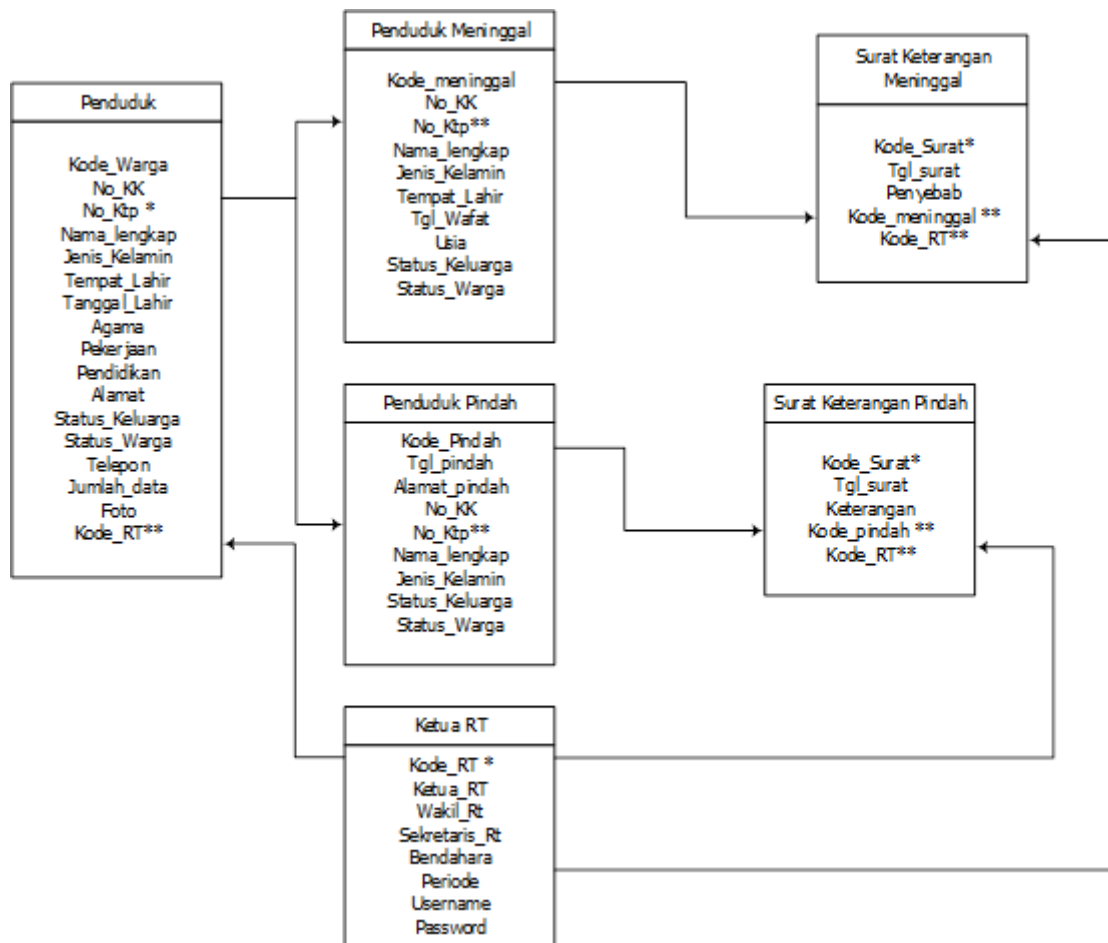 Penduduk
Kode_Warga
No_KK
No_Ktp *
Nama_lengkap
Jenis_Kelamin
Tempat_Lahir
Tanggal_Lahir
Agama
Pekerjaan
Pendidikan
Alamat
Status_Keluarga
Status_Warga
Telepon
Jumlah_data
Foto
Kode_RT**
Penduduk Meninggal
Kode_meninggal
No_KK
No_Ktp**
Nama_lengkap
Jenis_Kelamin
Tempat_Lahir
Tgl_Wafat
Usia
Status_Keluarga
Status_Warga
Surat Keterangan
Meninggal
Kode_Surat*
Tgl_surat
Penyebab
Kode_meninggal **
Kode_RT**
Penduduk Pindah
Kode_Pindah
Tgl_pindah
Alamat_pindah
No_KK
No_Ktp**
Nama_lengkap
Jenis_Kelamin
Status_Keluarga
Status_Warga
Surat Keterangan Pindah
Kode_Surat*
Tgl_surat
Keterangan
Kode_pindah **
Kode_RT**
Ketua RT
Kode_RT *
Ketua_RT
Wakil_Rt
Sekretaris_Rt
Bendahara
Periode
Username
Password